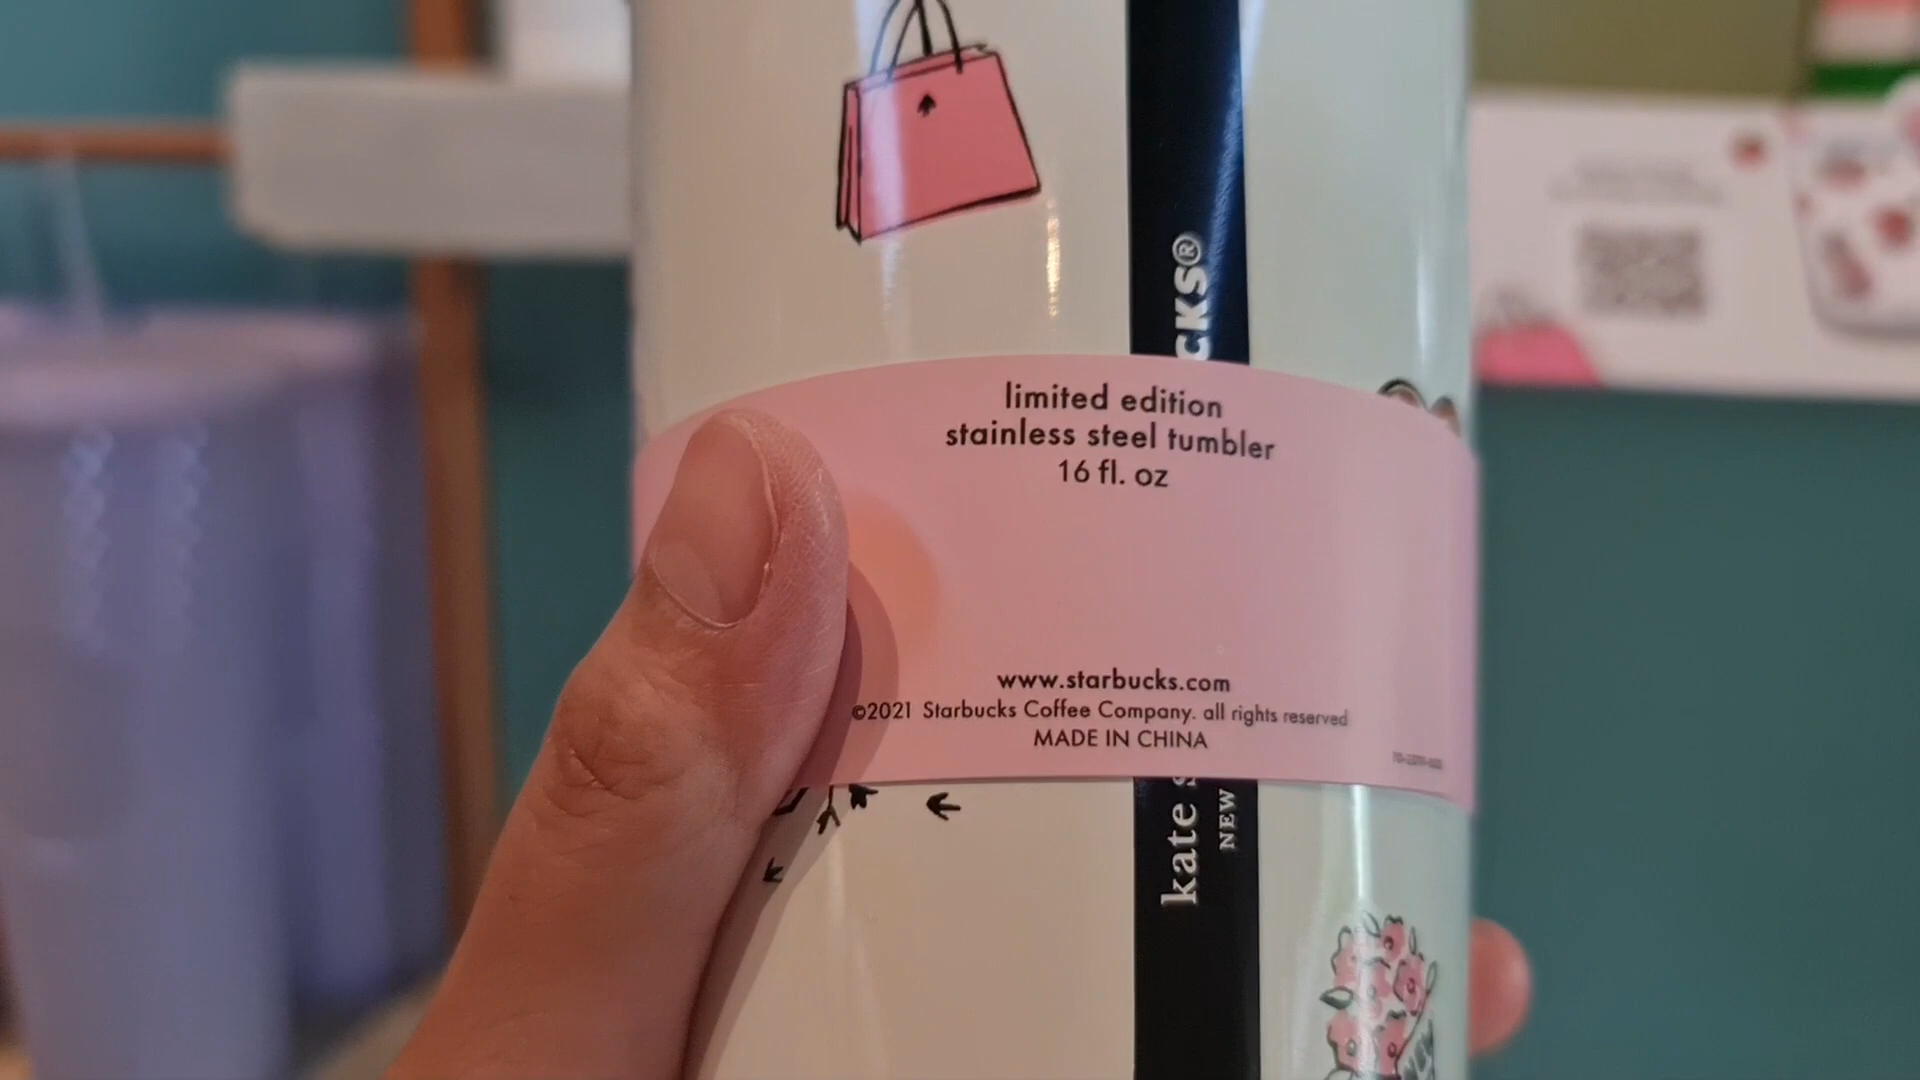 CKS®
limited edition
stainless steel tumbler
16 fl. oz
www.starbucks.com
©2021 Starbucks Coffee Company. all rights reserved
MADE IN CHINA
kate s
NEW